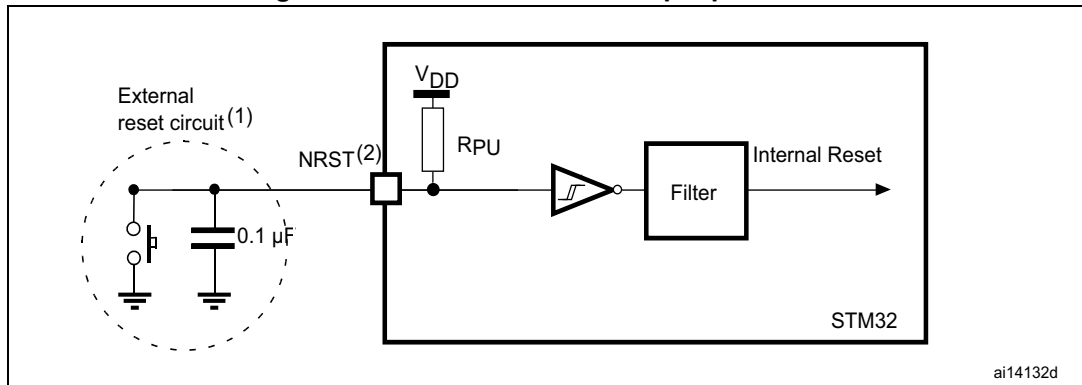 External
reset circuit(1)
NRST(2)
VDD
RPU
0.1 µF
Filter
Internal Reset
STM32
ai14132d